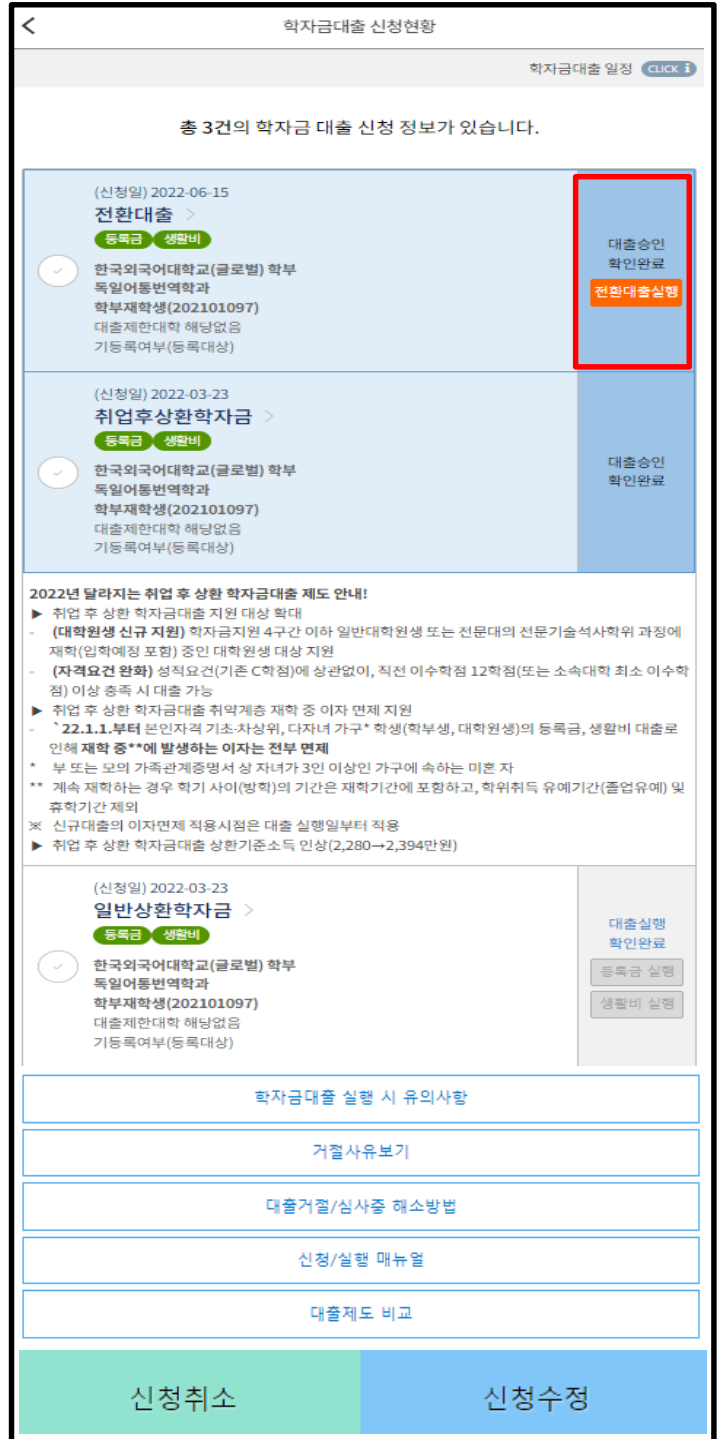 학자금대출 신청현황
학자금대출 일정 CLICK i
총 3건의 학자금 대출 신청 정보가 있습니다.
(신청일) 2022-06-15
전환대출 >
등록금 생활비
한국외국어대학교(글로벌) 학부
독일어통번역학과
학부재학생(202101097)
대출제한대학 해당없음
기등록여부(등록대상)
대출승인
확인완료
전환대출실행
(신청일) 2022-03-23
취업후상환학자금 >
등록금 생활비
한국외국어대학교(글로벌) 학부
독일어통번역학과
학부재학생(202101097)
대출제한대학 해당없음
기등록여부(등록대상)
대출승인
확인완료
2022년 달라지는 취업 후 상환 학자금대출 제도 안내!
▶ 취업 후 상환 학자금대출 지원 대상 확대
- (대학원생 신규 지원) 학자금지원 4구간 이하 일반대학원생 또는 전문대의 전문기술석사학위 과정에
재학(입학예정 포함) 중인 대학원생 대상 지원
- (자격요건 완화) 성적요건(기존 C학점)에 상관없이, 직전 이수학점 12학점(또는 소속대학 최소 이수학
점) 이상 충족 시 대출 가능
▶ 취업 후 상환 학자금대출 취약계층 재학 중 이자 면제 지원
- `22.1.1.부터 본인자격 기초·차상위, 다자녀 가구* 학생(학부생, 대학원생)의 등록금, 생활비 대출로
인해 재학 중**에 발생하는 이자는 전부 면제
* 부 또는 모의 가족관계증명서 상 자녀가 3인 이상인 가구에 속하는 미혼 자
** 계속 재학하는 경우 학기 사이(방학)의 기간은 재학기간에 포함하고, 학위취득 유예기간(졸업유예) 및
휴학기간 제외
※ 신규대출의 이자면제 적용시점은 대출 실행일부터 적용
▶ 취업 후 상환 학자금대출 상환기준소득 인상(2,280→2,394만원)
(신청일) 2022-03-23
일반상환학자금 >
등록금 생활비
한국외국어대학교(글로벌) 학부
독일어통번역학과
학부재학생(202101097)
대출제한대학 해당없음
기등록여부(등록대상)
대출실행
확인완료
등록금 실행
생활비 실행
학자금대출 실행 시 유의사항
거절사유보기
대출거절/심사중 해소방법
신청/실행 매뉴얼
대출제도 비교
신청취소
신청수정